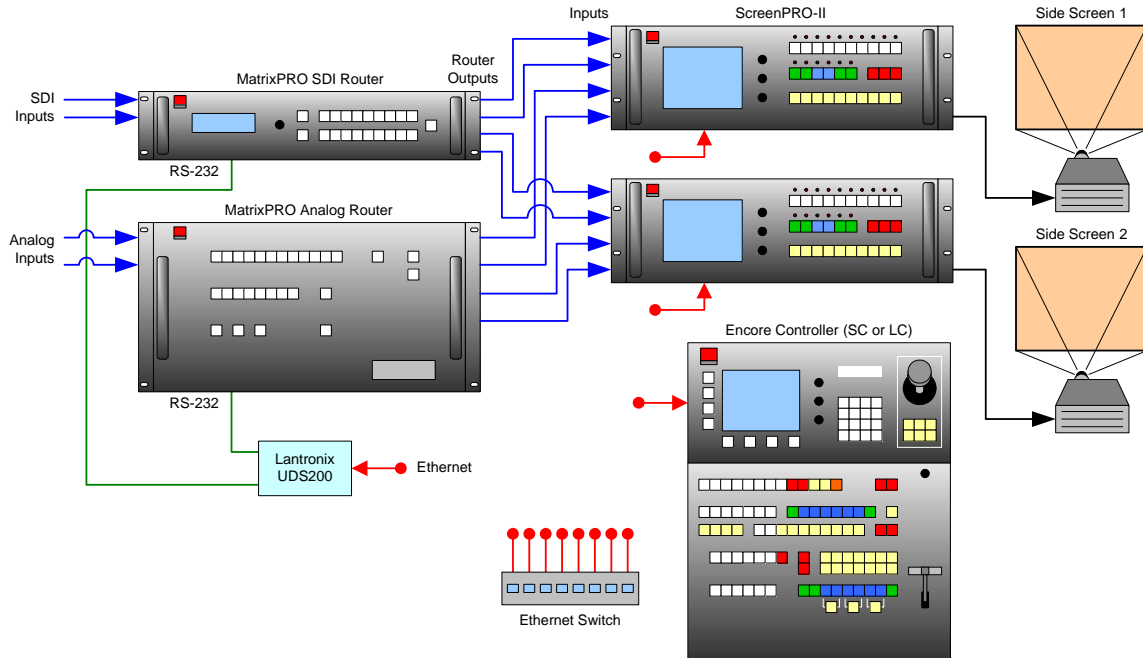 Inputs
ScreenPRO-II
Side Screen 1
MatrixPRO SDI Router
Router
Outputs
SDI
Inputs
RS-232
MatrixPRO Analog Router
Analog
Inputs
Side Screen 2
Encore Controller (SC or LC)
RS-232
Lantronix
UDS200
Ethernet
Ethernet Switch